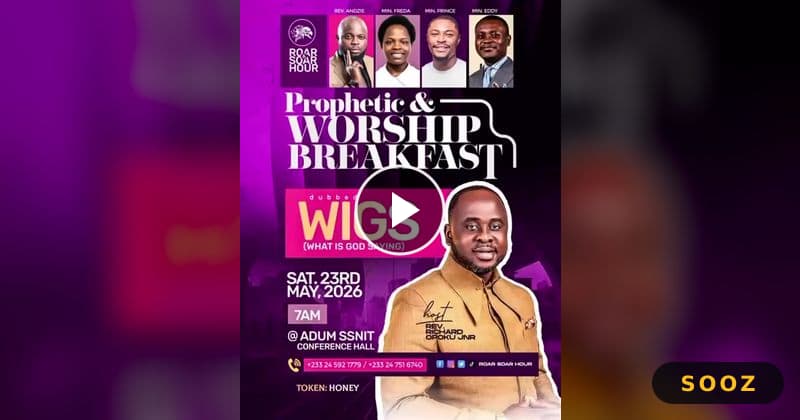 REV. ANDZIE
MIN. FREDA
MIN. PRINCE
MIN. EDDY
ROAR
SOAR
HOUR
Prophetic &
WORSHIP
BREAKFAST
dubbed
WIGS
(WHAT IS GOD SAYING)
SAT. 23RD
MAY, 2026
7AM
@ ADUM SSNIT
CONFERENCE HALL
host
REV.
RICHARD
OPOKU JNR
+233 24 592 1779 / +233 24 751 6740
ROAR SOAR HOUR
TOKEN: HONEY
SOOZ